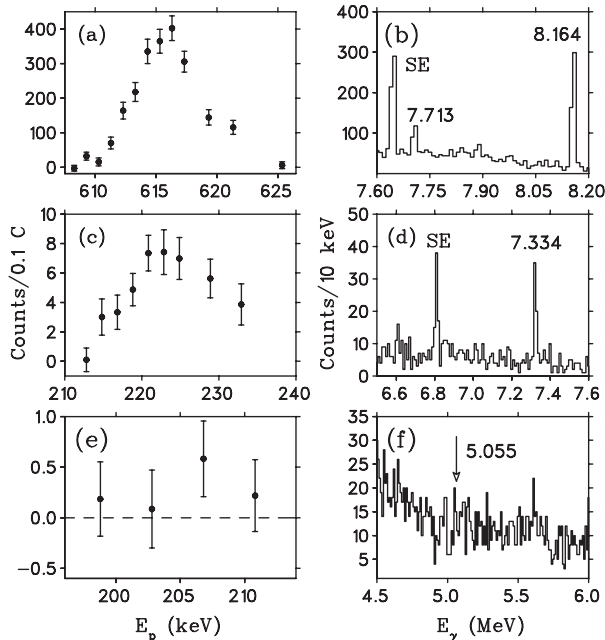 (a)
400
300
200
100
0
610 615 620 625
(b)
8.164
SE
7.713
400
300
200
100
7.60 7.75 7.90 8.05 8.20
(c)
10
8
6
4
2
0
210 220 230 240
Counts/0.1 C
(d)
SE
7.334
50
40
30
20
10
0
6.6 6.8 7.0 7.2 7.4 7.6
Counts/10 keV
(e)
1.0
0.5
0.0
−0.5
200 205 210
E_p (keV)
(f)
5.055
35
30
25
20
15
10
5
4.5 5.0 5.5 6.0
E_γ (MeV)